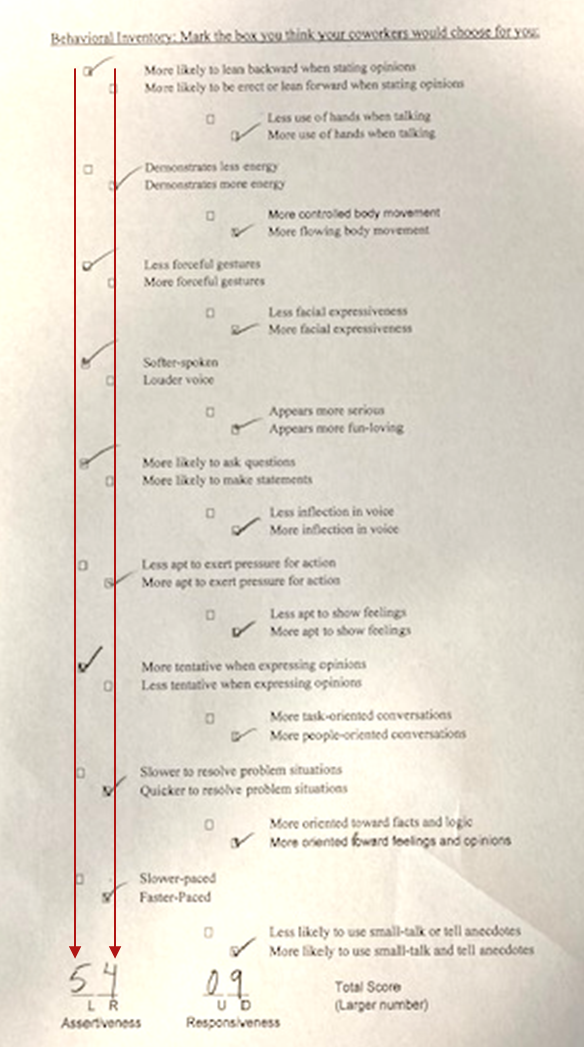 Behavioral Inventory: Mark the box you think your coworkers would choose for you:
More likely to lean backward when stating opinions
More likely to be erect or lean forward when stating opinions
Less use of hands when talking
More use of hands when talking
Demonstrates less energy
Demonstrates more energy
More controlled body movement
More flowing body movement
Less forceful gestures
More forceful gestures
Less facial expressiveness
More facial expressiveness
Softer-spoken
Louder voice
Appears more serious
Appears more fun-loving
More likely to ask questions
More likely to make statements
Less inflection in voice
More inflection in voice
Less apt to exert pressure for action
More apt to exert pressure for action
Less apt to show feelings
More apt to show feelings
More tentative when expressing opinions
Less tentative when expressing opinions
More task-oriented conversations
More people-oriented conversations
Slower to resolve problem situations
Quicker to resolve problem situations
More oriented toward facts and logic
More oriented toward feelings and opinions
Slower-paced
Faster-Paced
Less likely to use small-talk or tell anecdotes
More likely to use small-talk and tell anecdotes
5 4 0 9 Total Score
L R U D (Larger number)
Assertiveness Responsiveness